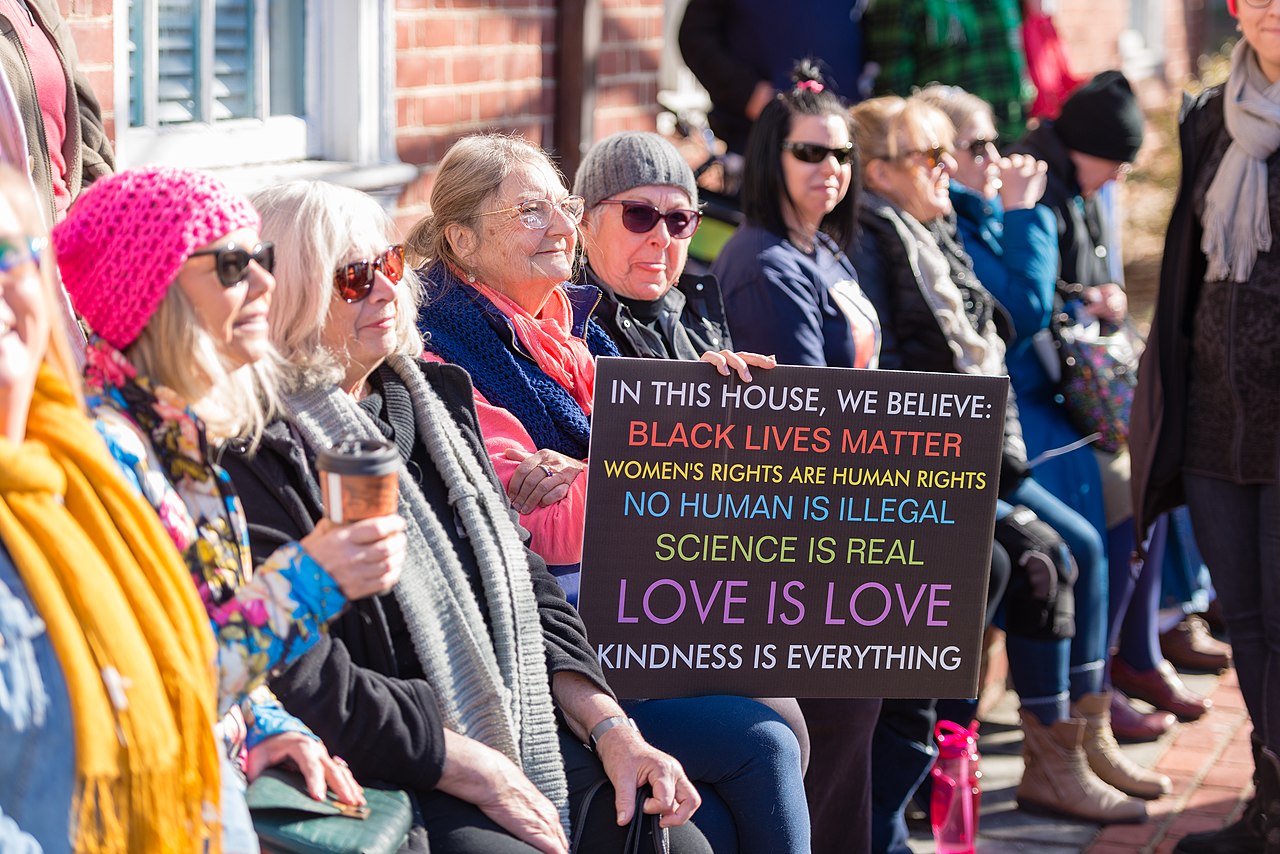 IN THIS HOUSE, WE BELIEVE:
BLACK LIVES MATTER
WOMEN'S RIGHTS ARE HUMAN RIGHTS
NO HUMAN IS ILLEGAL
SCIENCE IS REAL
LOVE IS LOVE
KINDNESS IS EVERYTHING